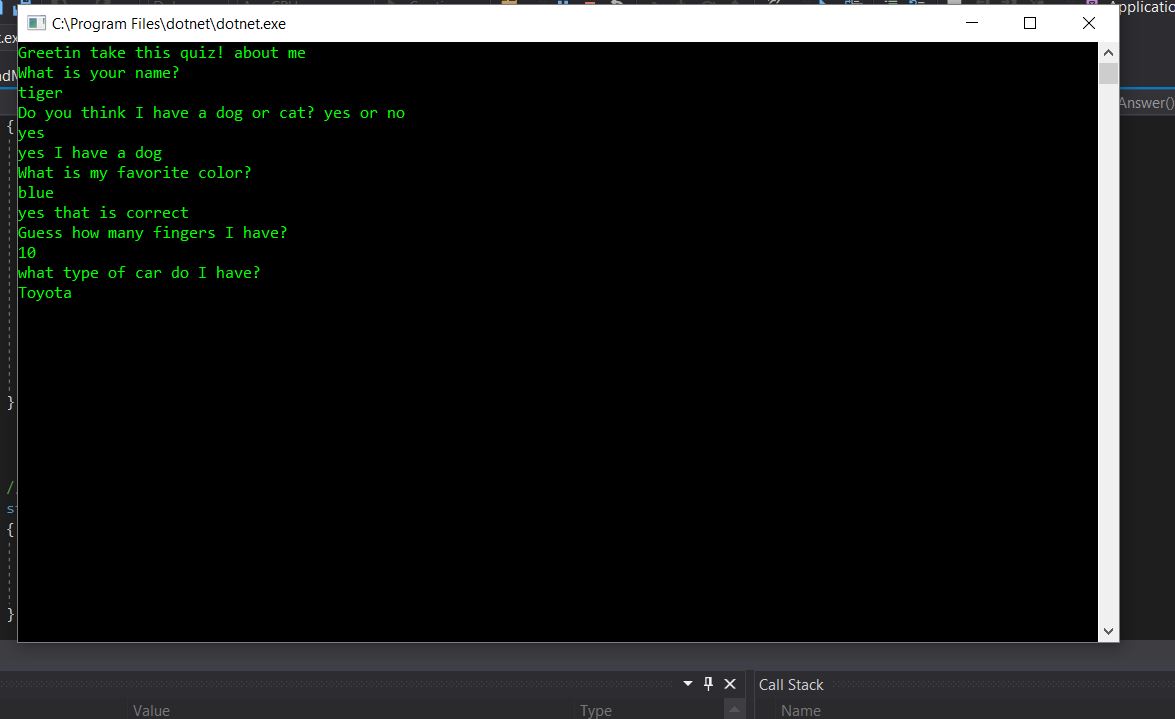 Applicatio
C:\Program Files\dotnet\dotnet.exe
Greetin take this quiz! about me
What is your name?
tiger
Do you think I have a dog or cat? yes or no
Answer()
yes
yes I have a dog
What is my favorite color?
blue
yes that is correct
Guess how many fingers I have?
10
what type of car do I have?
Toyota
{
}
{
}
Call Stack
Value Type Name